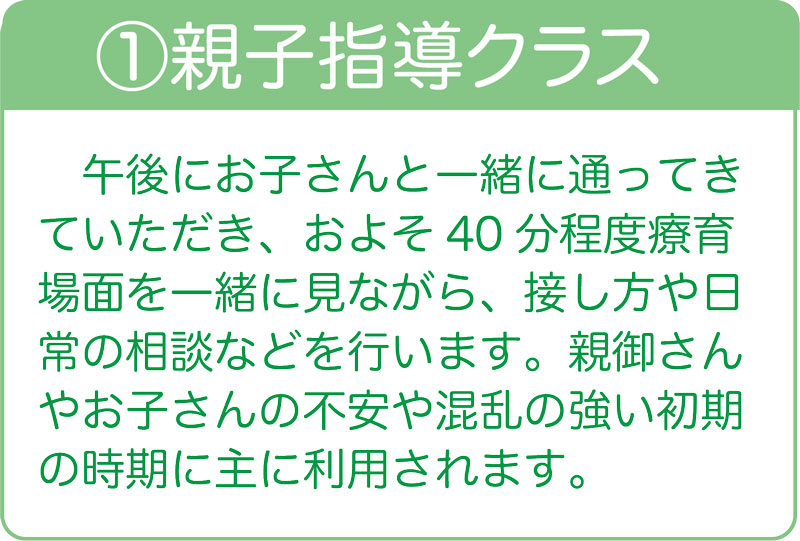 ①親子指導クラス
　午後にお子さんと一緒に通ってき
ていただき、およそ 40 分程度療育
場面を一緒に見ながら、接し方や日
常の相談などを行います。親御さん
やお子さんの不安や混乱の強い初期
の時期に主に利用されます。